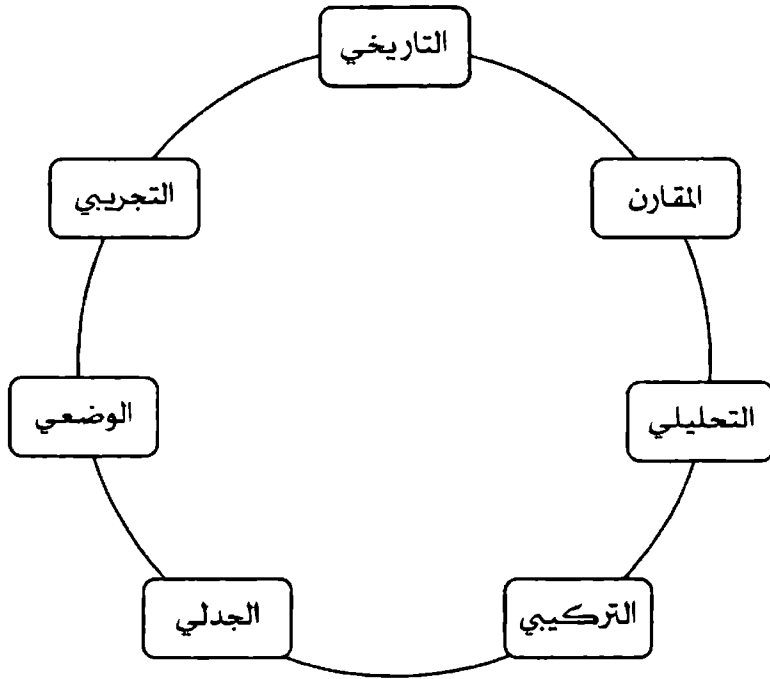 التاريخي
المقارن
التحليلي
التركيبي
الجدلي
الوضعي
التجريبي